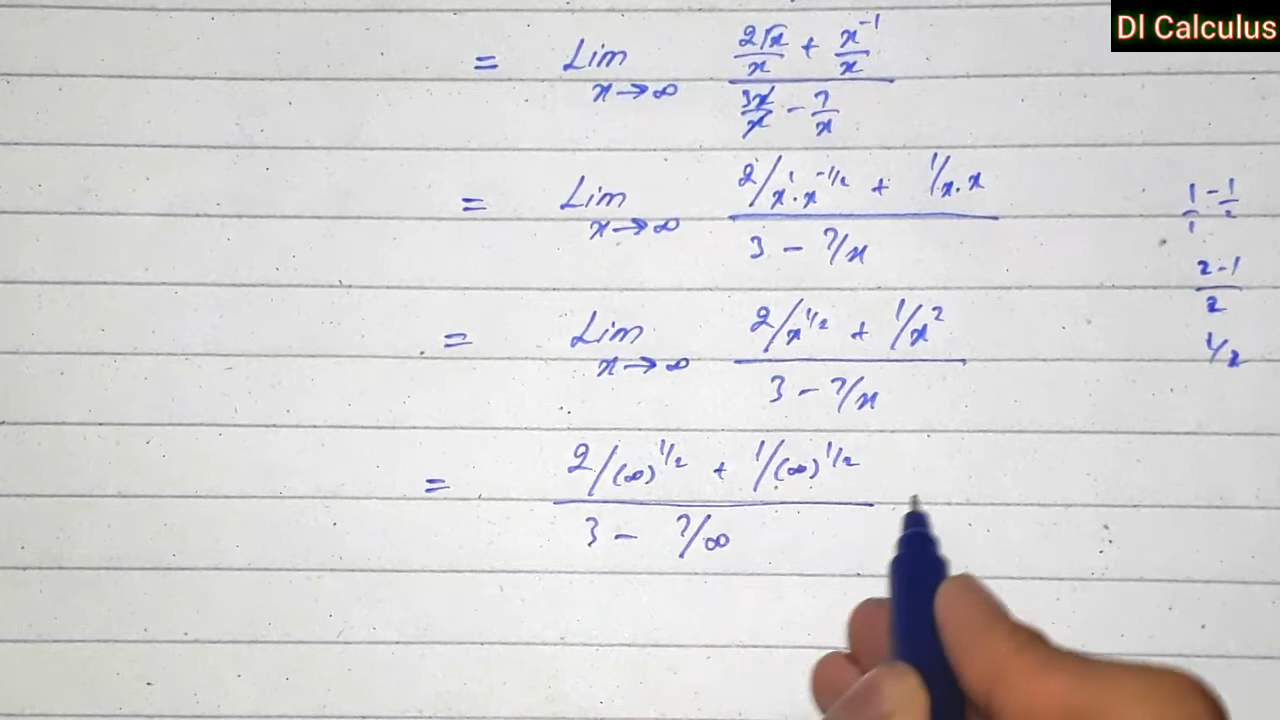 DI Calculus
= Lim x→∞ (2√x/x + x⁻¹/x) / (3x/x - 7/x)
= Lim x→∞ (2/x¹·x^-1/2 + 1/x·x) / (3 - 7/x)
1/1 - 1/2
(2-1)/2
1/2
= Lim x→∞ (2/x^1/2 + 1/x²) / (3 - 7/x)
= (2/(∞)^1/2 + 1/(∞)^1/2) / (3 - 7/∞)